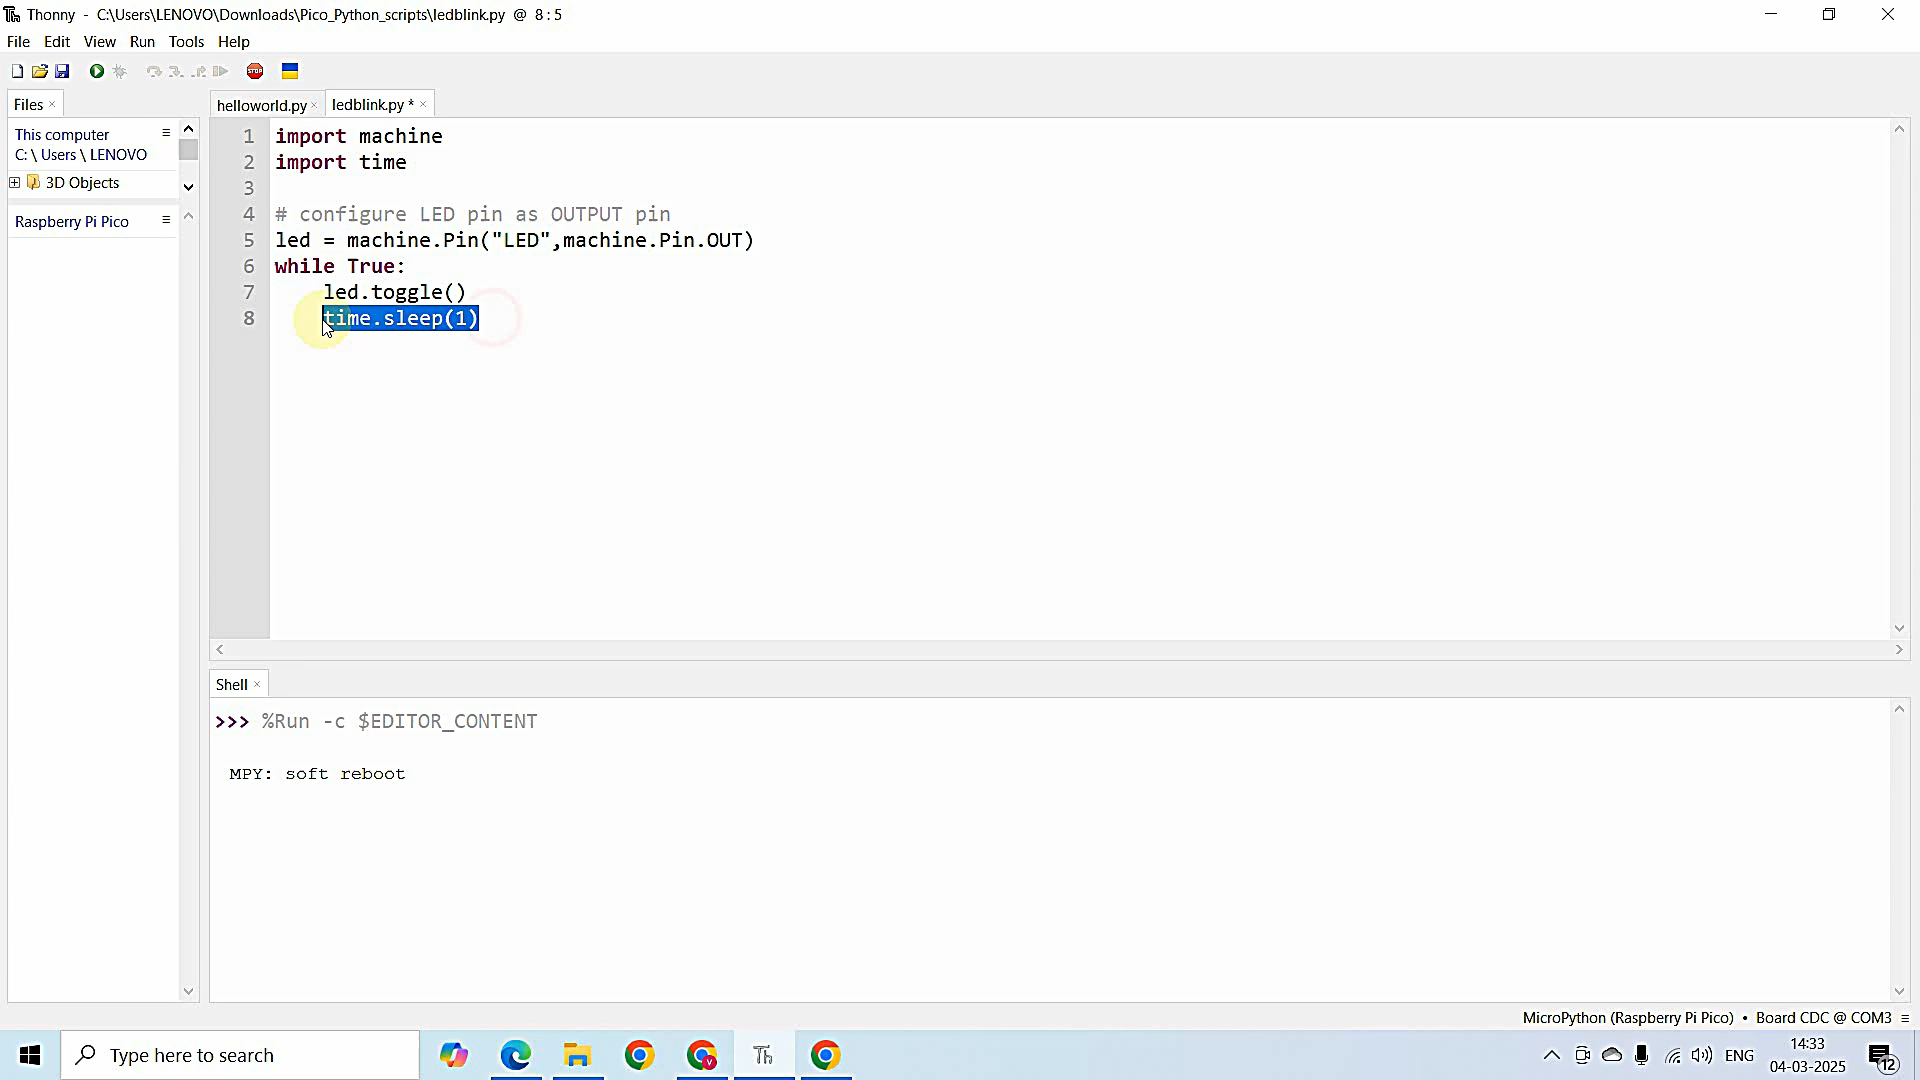 Thonny - C:\Users\LENOVO\Downloads\Pico_Python_scripts\ledblink.py @ 8:5
File Edit View Run Tools Help
STOP
Files ×
helloworld.py × ledblink.py * ×
This computer
C: \ Users \ LENOVO
3D Objects
Raspberry Pi Pico
1 import machine
2 import time
3
4 # configure LED pin as OUTPUT pin
5 led = machine.Pin("LED",machine.Pin.OUT)
6 while True:
7     led.toggle()
8     time.sleep(1)
Shell ×
>>> %Run -c $EDITOR_CONTENT
MPY: soft reboot
MicroPython (Raspberry Pi Pico) • Board CDC @ COM3 ≡
Type here to search
Th
ENG
14:33
04-03-2025
12